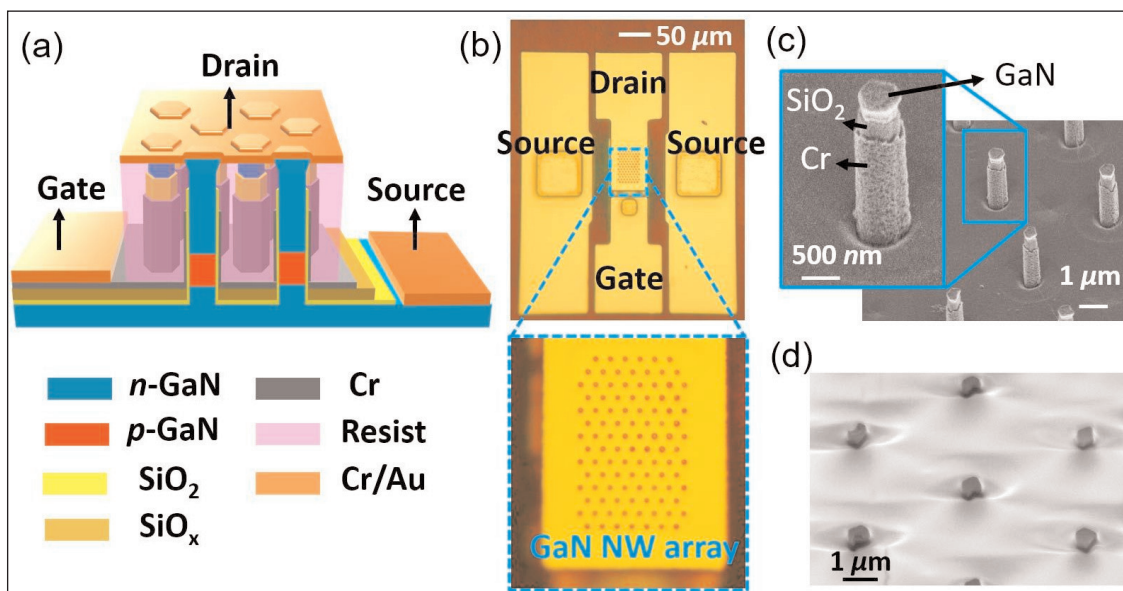 (a)
Drain
Gate
Source
n-GaN
Cr
p-GaN
Resist
SiO2
Cr/Au
SiOx
(b)
50 μm
Drain
Source
Source
Gate
GaN NW array
(c)
GaN
SiO2
Cr
500 nm
1 μm
(d)
1 μm